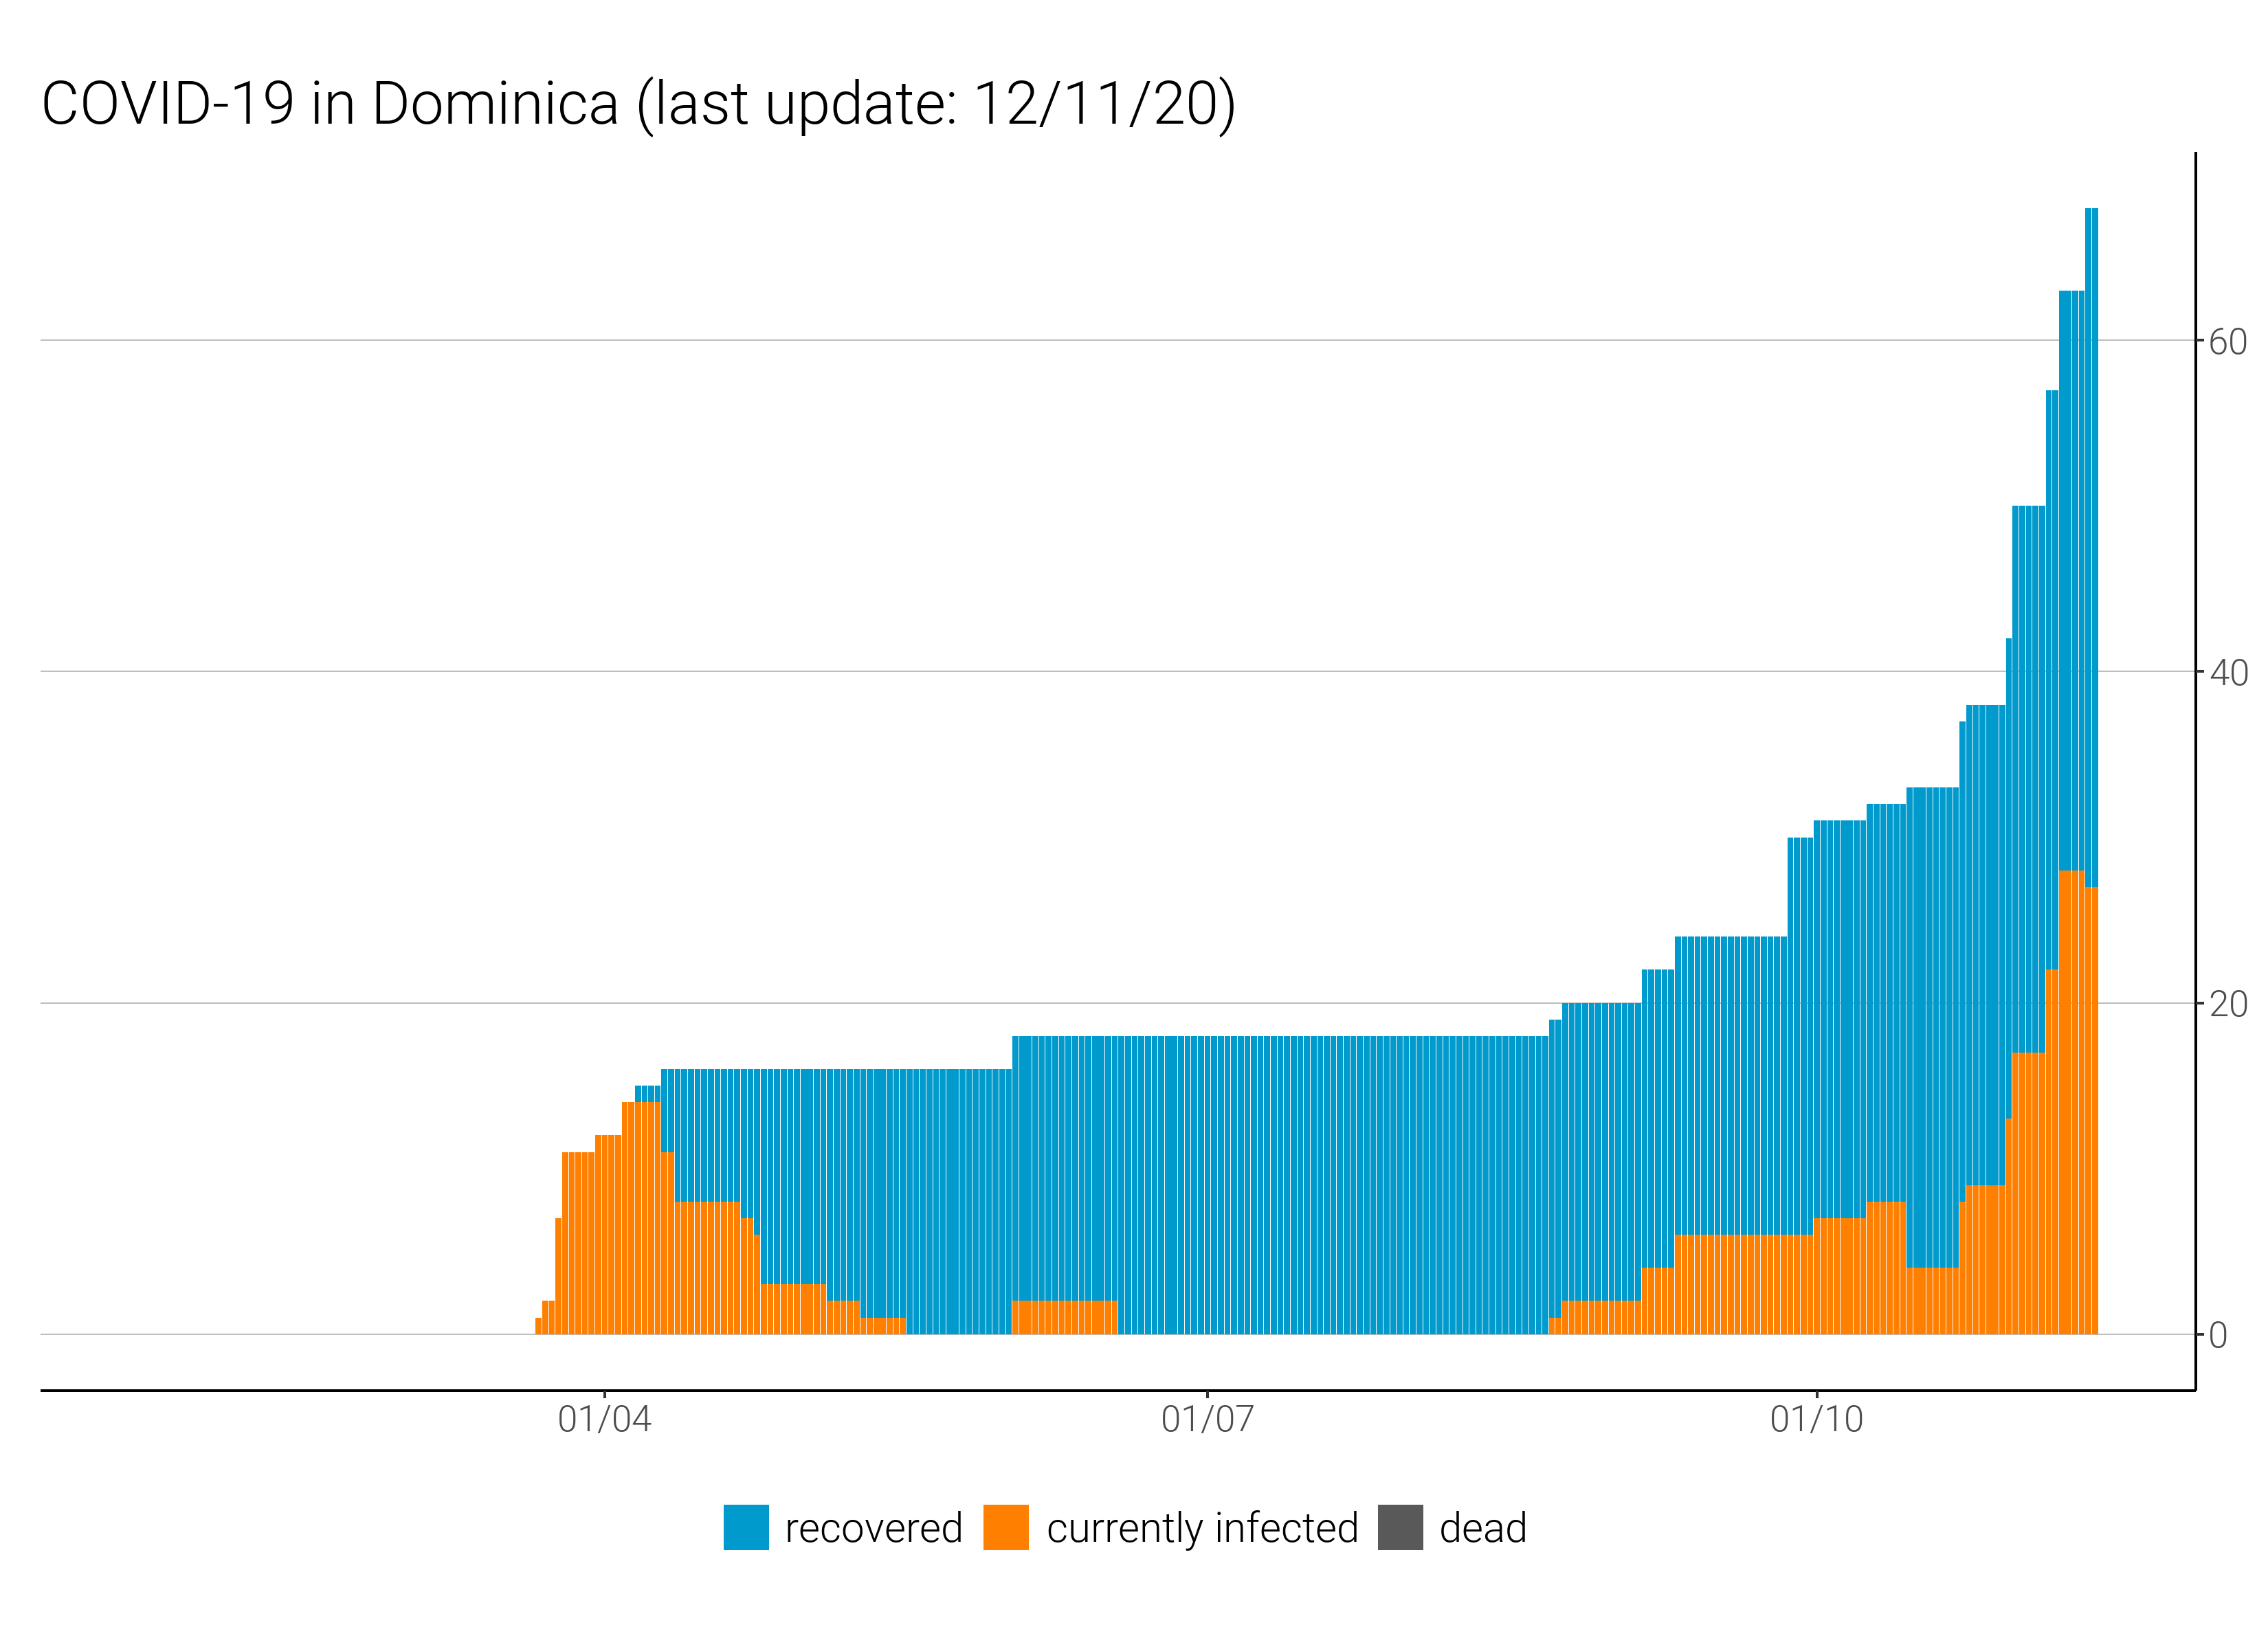 COVID-19 in Dominica (last update: 12/11/20)
60
40
20
0
01/04 01/07 01/10
recovered currently infected dead